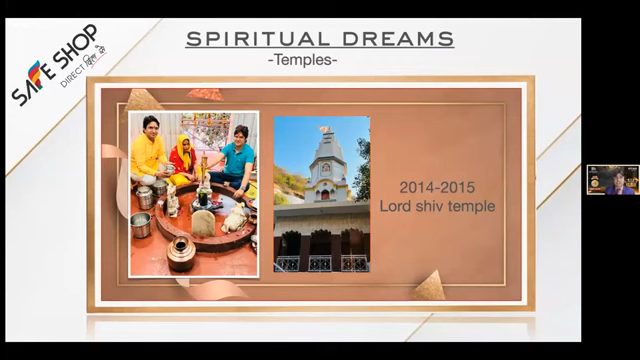 SAFE SHOP
DIRECT दिल से
SPIRITUAL DREAMS
-Temples-
2014-2015
Lord shiv temple